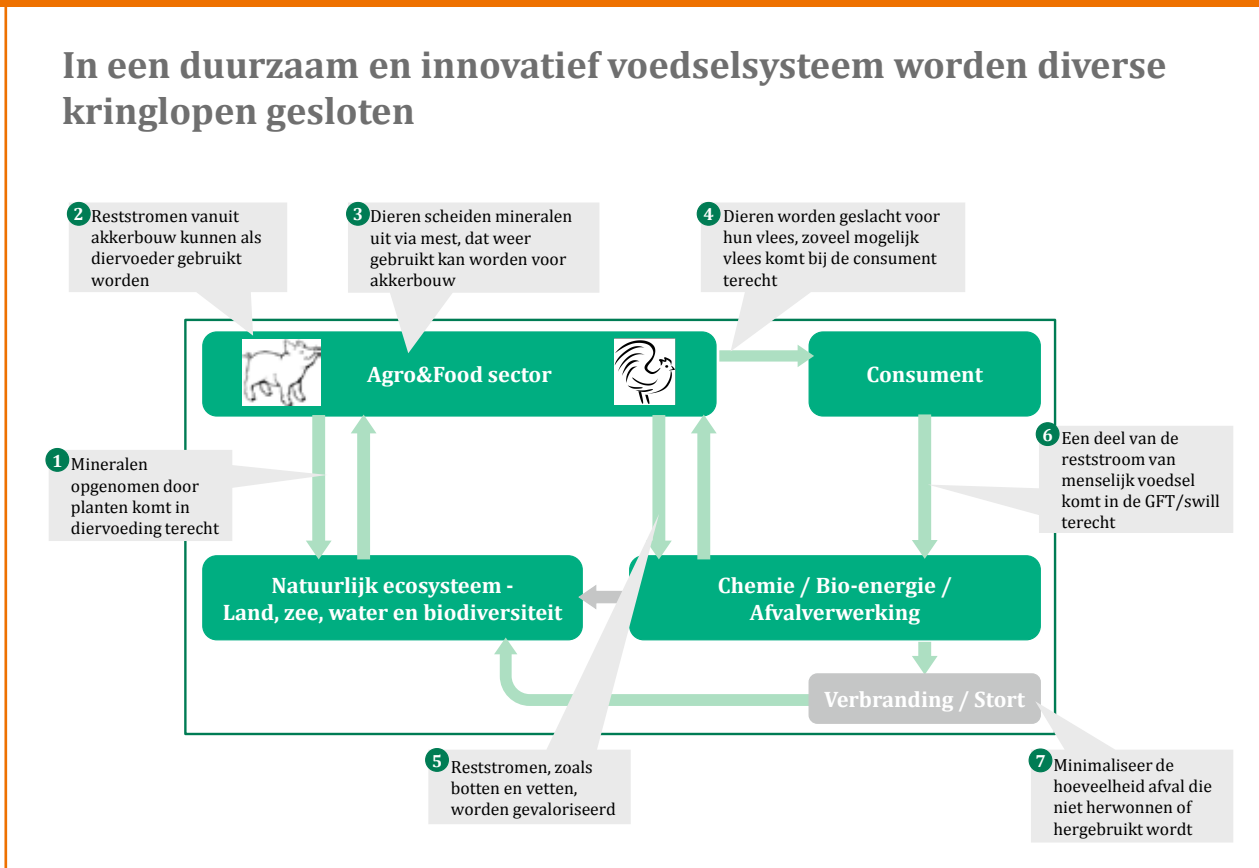 In een duurzaam en innovatief voedselsysteem worden diverse
kringlopen gesloten
2 Reststromen vanuit
akkerbouw kunnen als
diervoeder gebruikt
worden
3 Dieren scheiden mineralen
uit via mest, dat weer
gebruikt kan worden voor
akkerbouw
4 Dieren worden geslacht voor
hun vlees, zoveel mogelijk
vlees komt bij de consument
terecht
Agro&Food sector
Consument
1 Mineralen
opgenomen door
planten komt in
diervoeding terecht
6 Een deel van de
reststroom van
menselijk voedsel
komt in de GFT/swill
terecht
Natuurlijk ecosysteem -
Land, zee, water en biodiversiteit
Chemie / Bio-energie /
Afvalverwerking
Verbranding / Stort
5 Reststromen, zoals
botten en vetten,
worden gevaloriseerd
7 Minimaliseer de
hoeveelheid afval die
niet herwonnen of
hergebruikt wordt